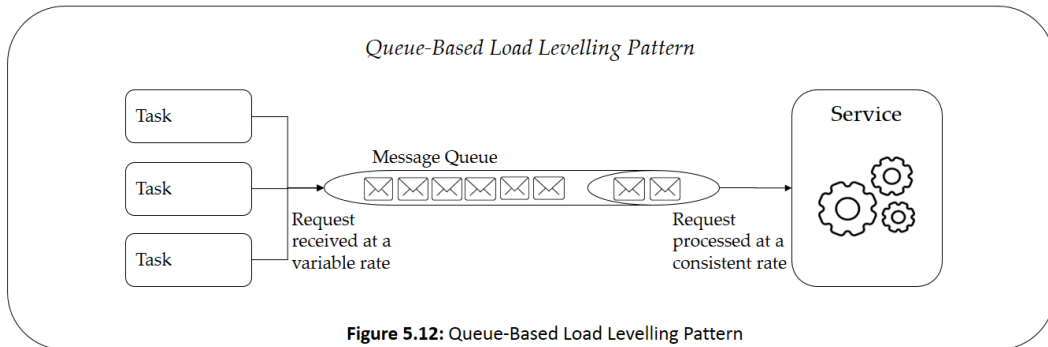 Queue-Based Load Levelling Pattern
Task
Task
Task
Message Queue
Request
received at a
variable rate
Request
processed at a
consistent rate
Service
Figure 5.12: Queue-Based Load Levelling Pattern